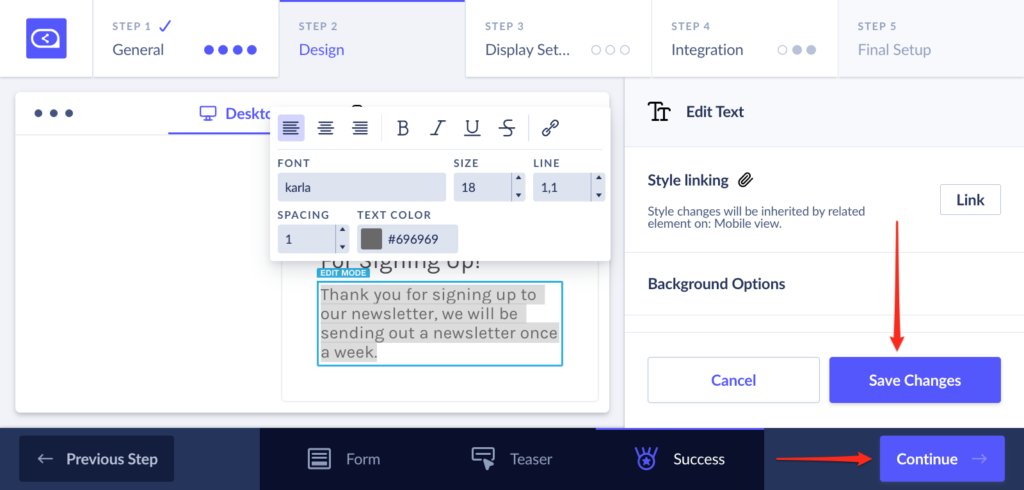 STEP 1
General
STEP 2
Design
STEP 3
Display Set...
STEP 4
Integration
STEP 5
Final Setup
FONT
karla
SIZE
18
LINE
1,1
SPACING
1
TEXT COLOR
#696969
For Signing Up!
EDIT MODE
Thank you for signing up to
our newsletter, we will be
sending out a newsletter once
a week.
Edit Text
Style linking
Style changes will be inherited by related
element on: Mobile view.
Link
Background Options
Cancel
Save Changes
Previous Step
Form
Teaser
Success
Continue